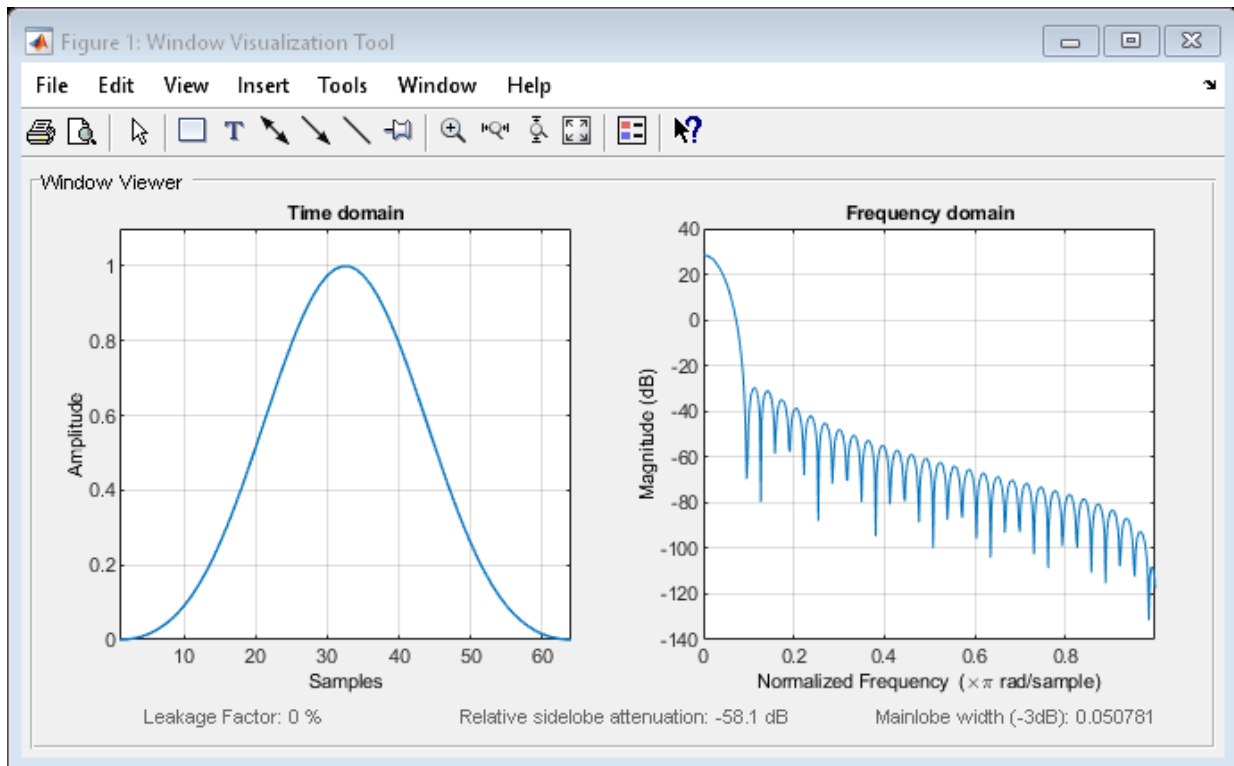 Figure 1: Window Visualization Tool
File Edit View Insert Tools Window Help
T
Window Viewer
Time domain
1
0.8
0.6
0.4
0.2
0
Amplitude
10 20 30 40 50 60
Samples
Frequency domain
40
20
0
-20
-40
-60
-80
-100
-120
-140
Magnitude (dB)
0 0.2 0.4 0.6 0.8
Normalized Frequency (×π rad/sample)
Leakage Factor: 0 % Relative sidelobe attenuation: -58.1 dB Mainlobe width (-3dB): 0.050781